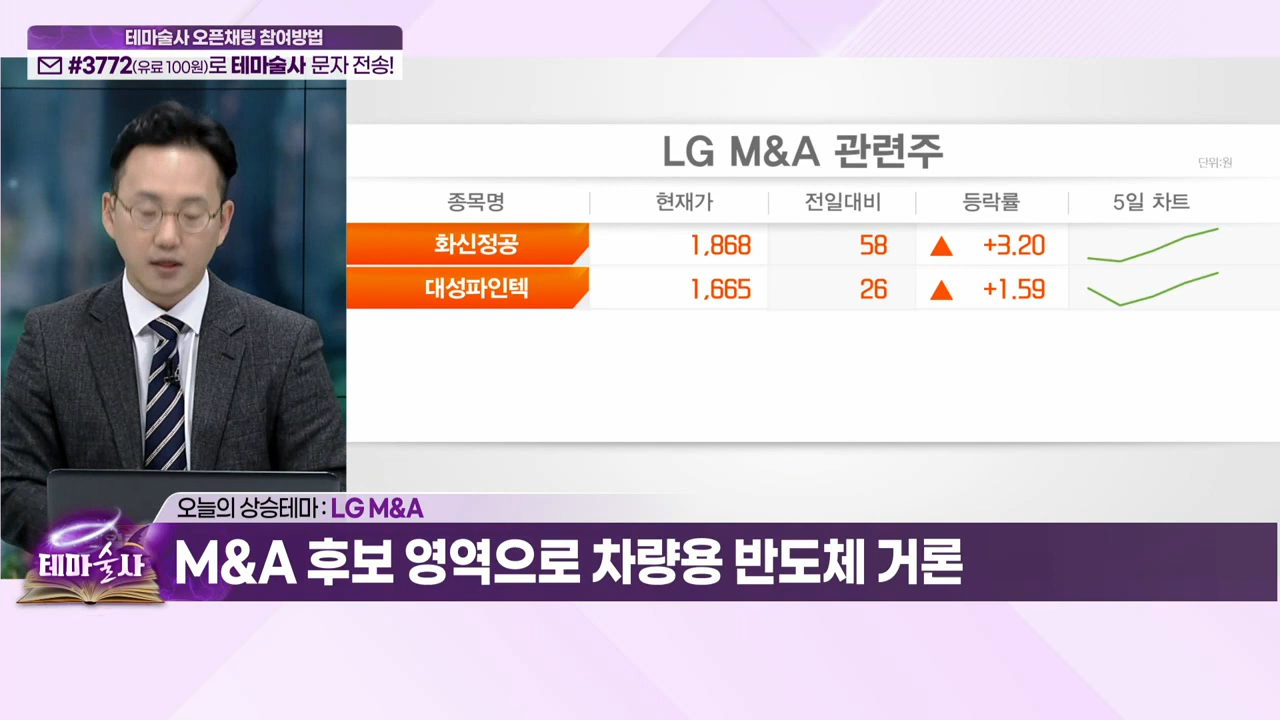 테마술사 오픈채팅 참여방법
#3772(유료 100원)로 테마술사 문자 전송!
LG M&A 관련주
단위:원
종목명 현재가 전일대비 등락률 5일 차트
화신정공 1,868 58 ▲ +3.20
대성파인텍 1,665 26 ▲ +1.59
오늘의 상승테마 : LG M&A
테마술사
M&A 후보 영역으로 차량용 반도체 거론